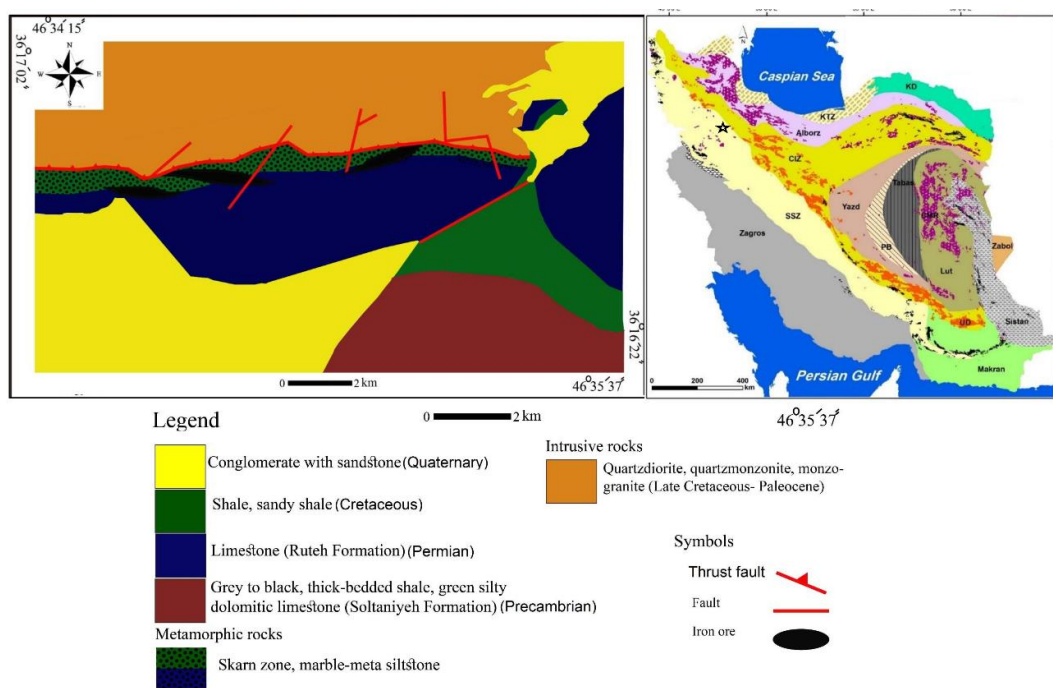 46°34′15″
36°17′02″
N
W E
S
0 2 km
36°16′22″
46°35′37″
N
Caspian Sea
KD
KTZ
Alborz
CIZ
Tabas
Yazd
SSZ
Zagros
PB
Zabol
Lut
Sistan
UD
Makran
Persian Gulf
0 200 400
km
46°35′37″
Legend
0 2 km
Conglomerate with sandstone (Quaternary)
Shale, sandy shale (Cretaceous)
Limestone (Ruteh Formation) (Permian)
Grey to black, thick-bedded shale, green silty
dolomitic limestone (Soltaniyeh Formation) (Precambrian)
Metamorphic rocks
Skarn zone, marble-meta siltstone
Intrusive rocks
Quartzdiorite, quartzmonzonite, monzo-
granite (Late Cretaceous- Paleocene)
Symbols
Thrust fault
Fault
Iron ore